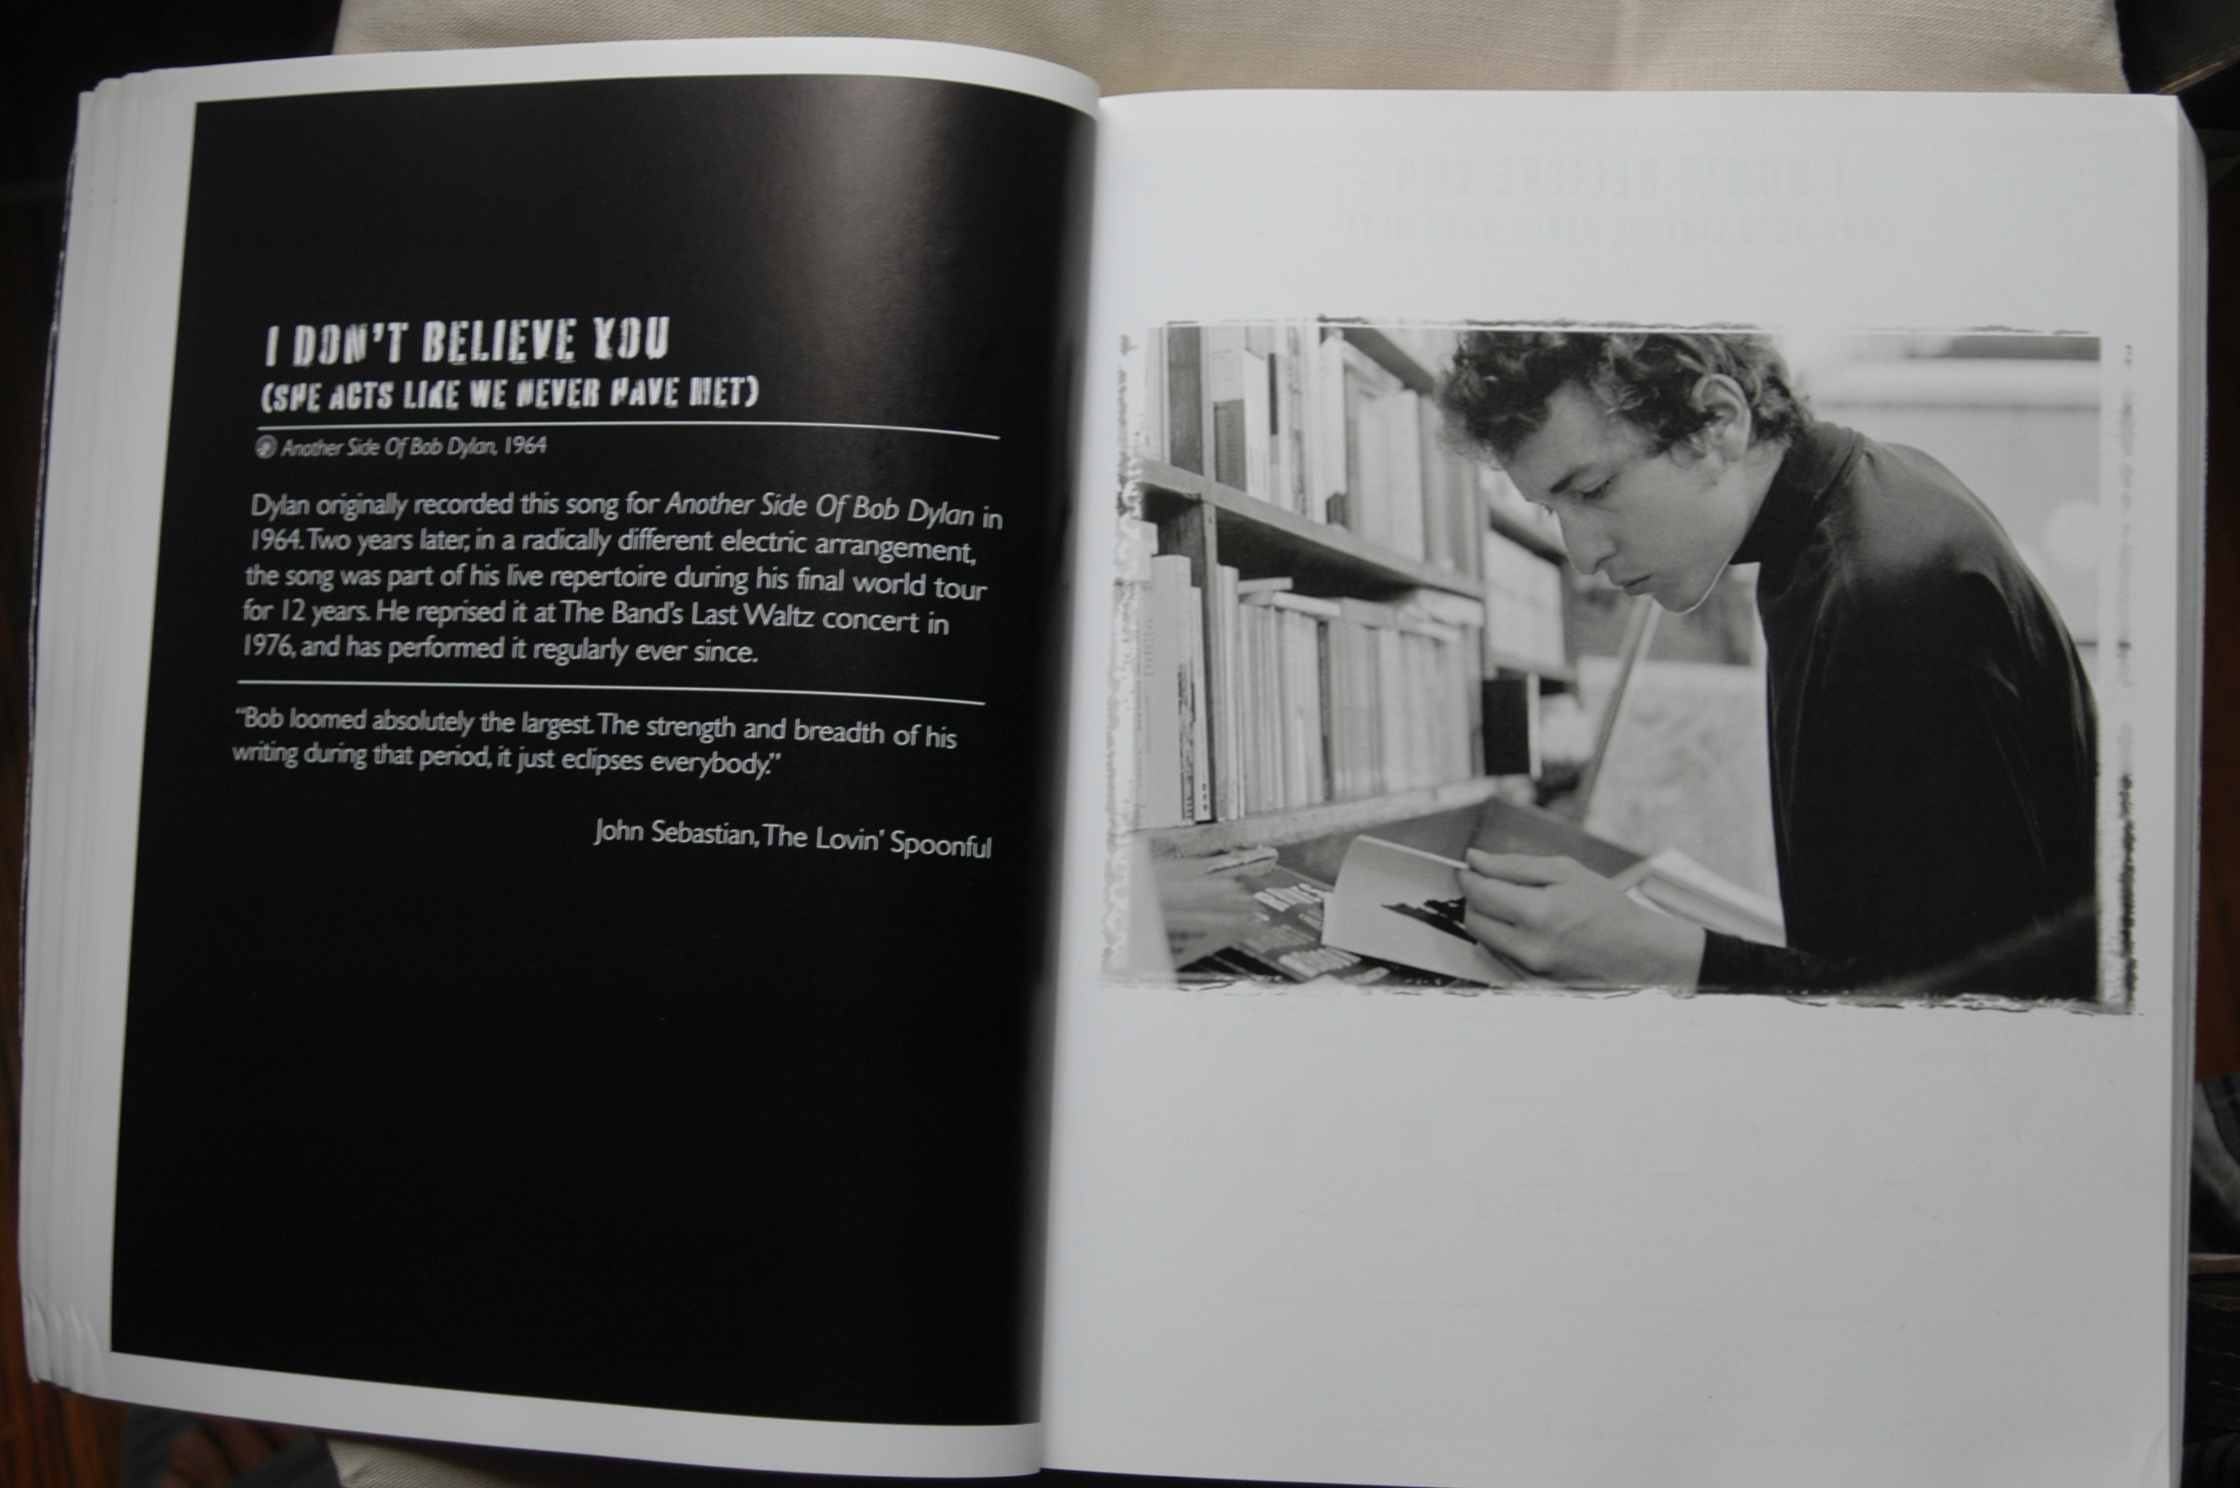 I DON'T BELIEVE YOU
(SHE ACTS LIKE WE NEVER HAVE MET)
Another Side Of Bob Dylan, 1964
Dylan originally recorded this song for Another Side Of Bob Dylan in
1964. Two years later, in a radically different electric arrangement,
the song was part of his live repertoire during his final world tour
for 12 years. He reprised it at The Band's Last Waltz concert in
1976, and has performed it regularly ever since.
“Bob loomed absolutely the largest. The strength and breadth of his
writing during that period, it just eclipses everybody.”
John Sebastian, The Lovin' Spoonful